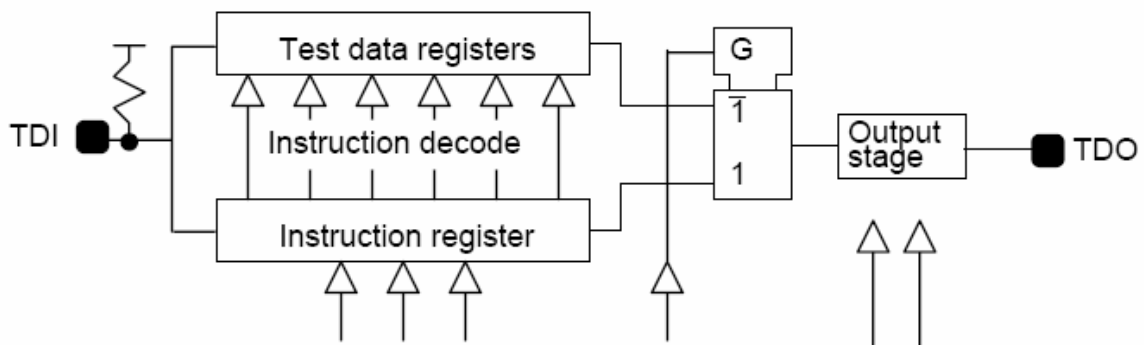 Test data registers
G
1̅
TDI
Instruction decode
Output
stage
TDO
1
Instruction register